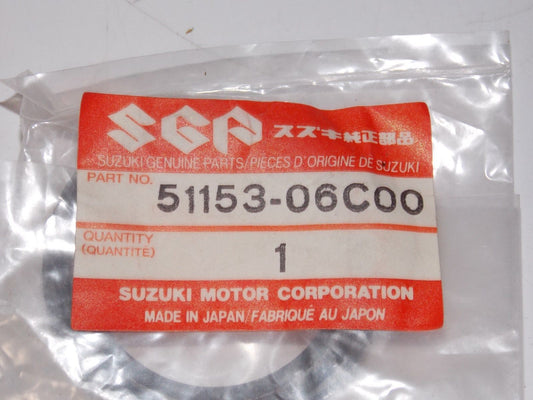 SGP スズキ純正部品
SUZUKI GENUINE PARTS/PIECES D'ORIGINE DE SUZUKI
PART NO.
51153-06C00
QUANTITY
(QUANTITÉ)
1
SUZUKI MOTOR CORPORATION
MADE IN JAPAN/FABRIQUE AU JAPON